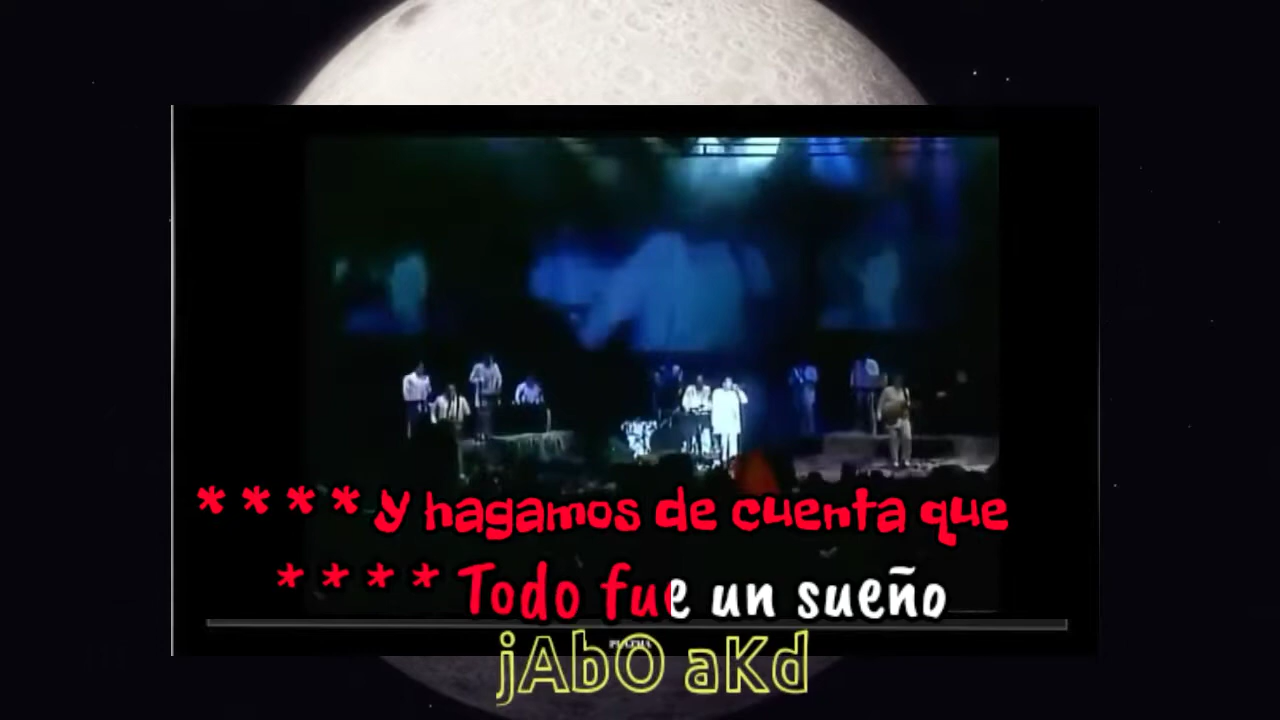 * * * * y hagamos de cuenta que
* * * * Todo fue un sueño
jAbO aKd